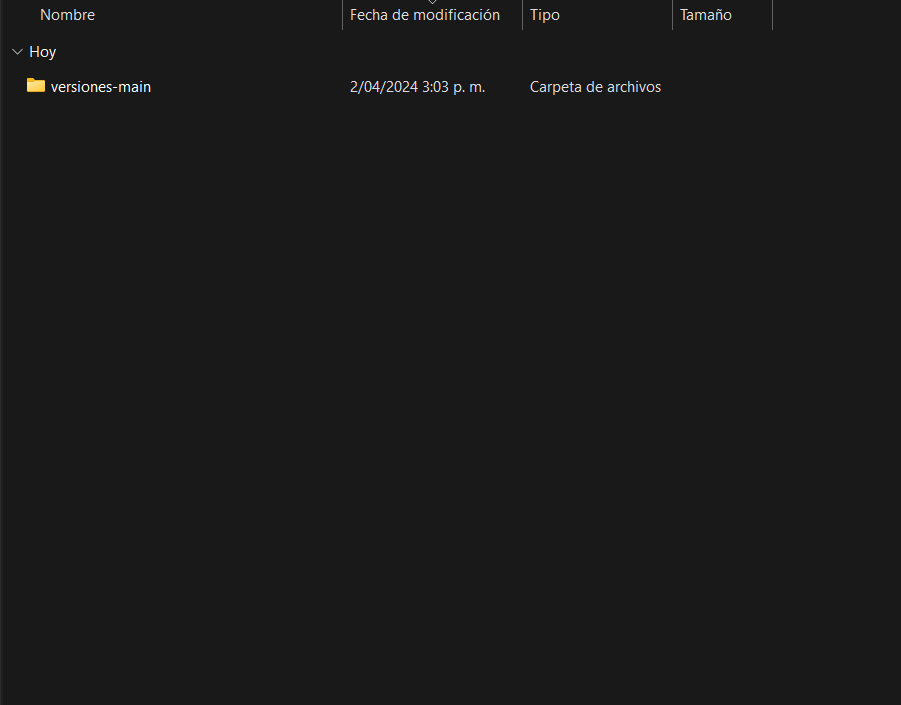 Nombre Fecha de modificación Tipo Tamaño
Hoy
versiones-main 2/04/2024 3:03 p. m. Carpeta de archivos